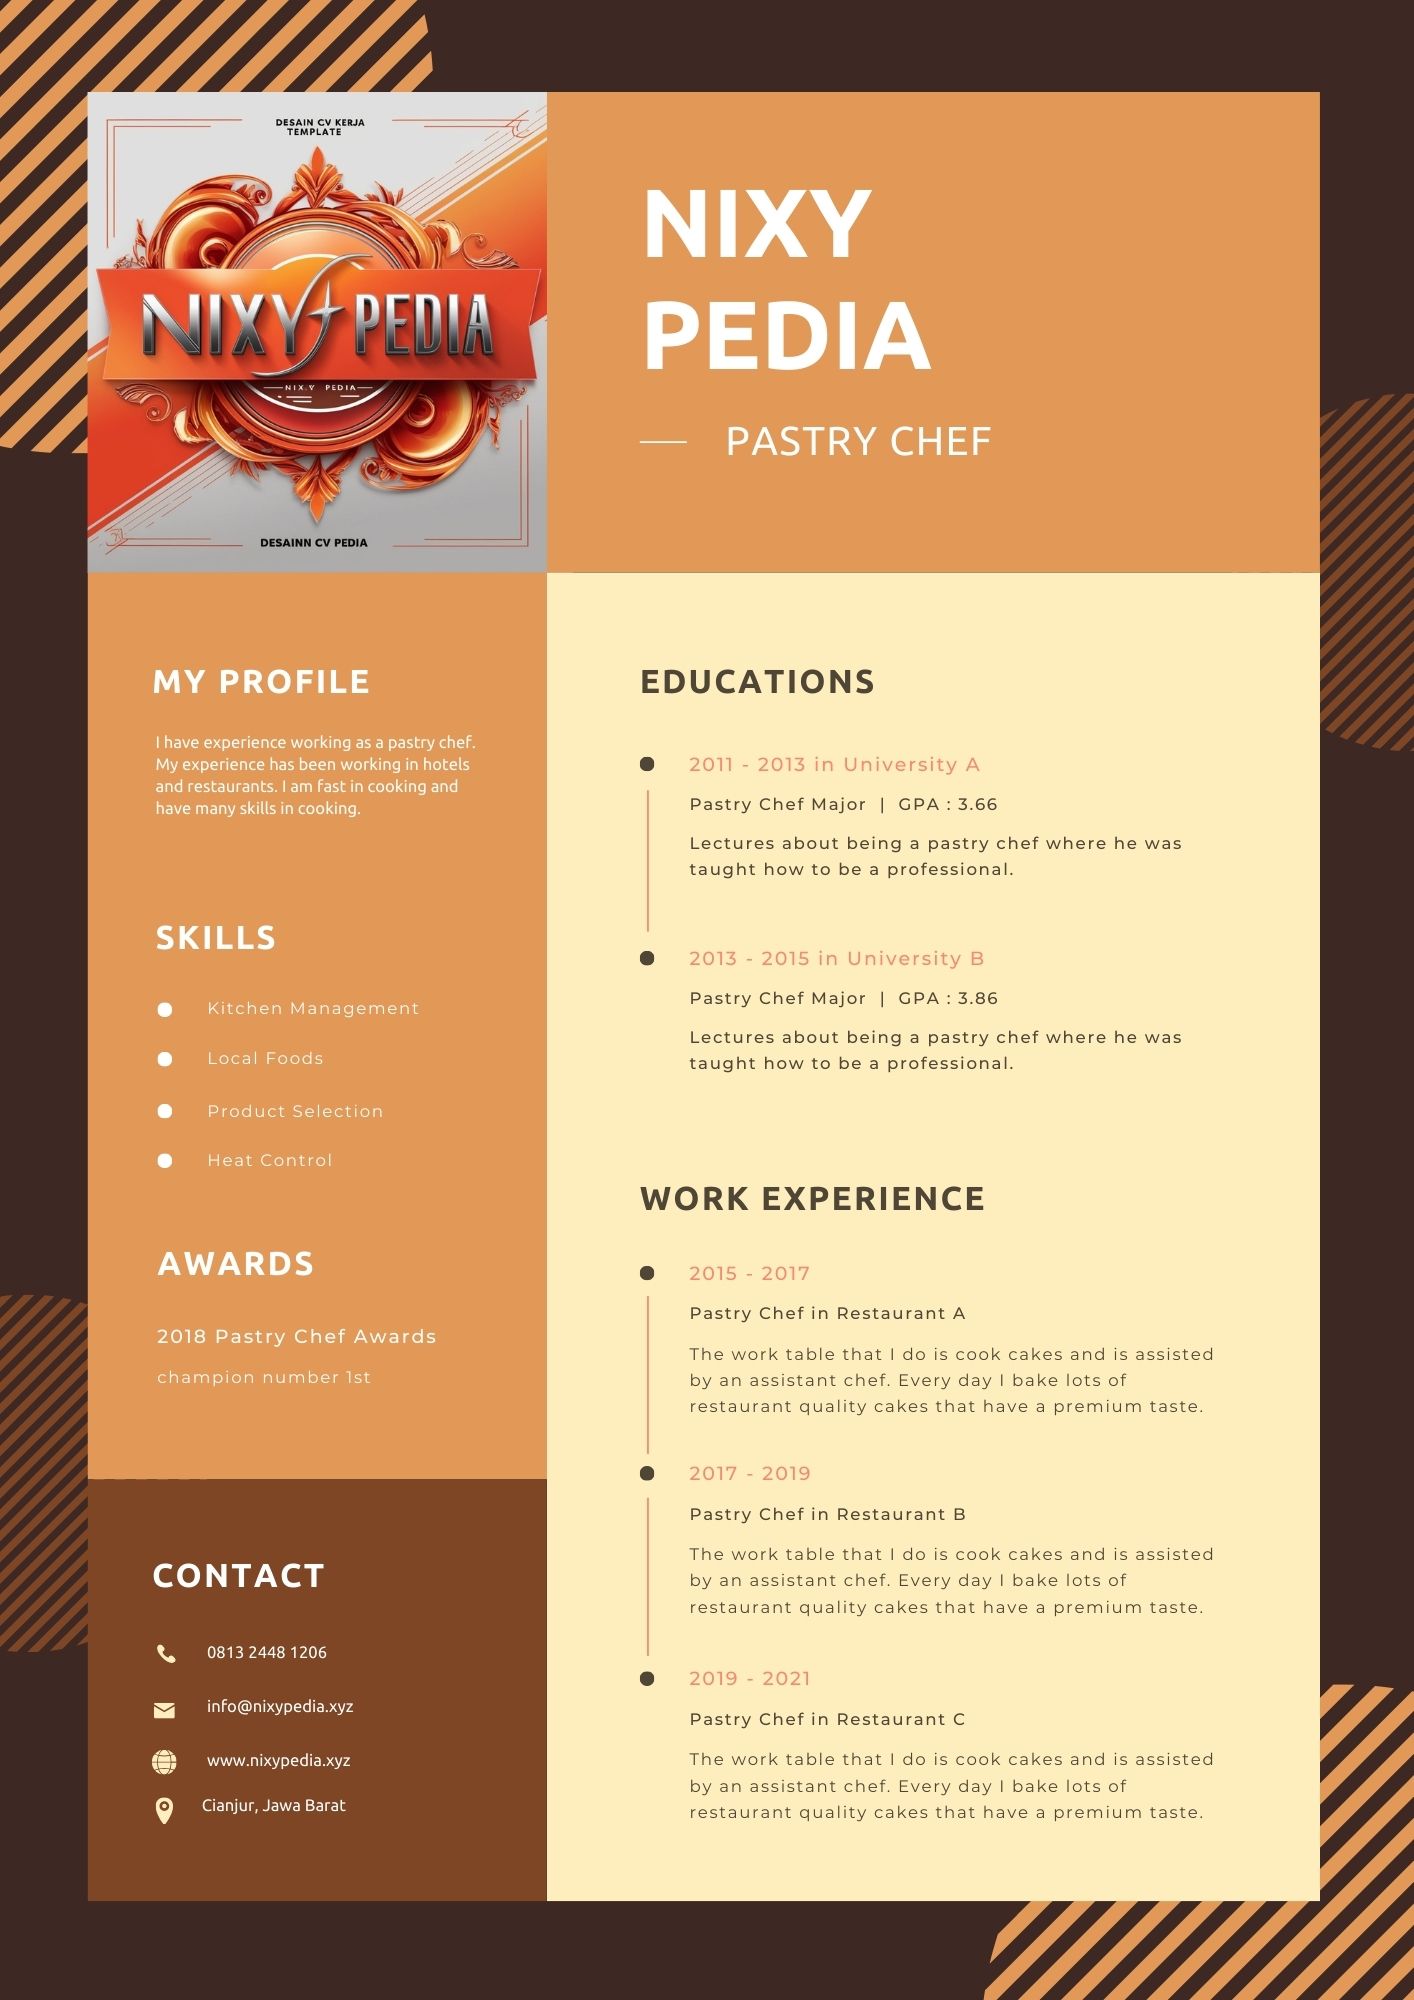 DESAIN CV KERJA
TEMPLATE
NIXY PEDIA
NIXY PEDIA
DESAINN CV PEDIA
NIXY
PEDIA
PASTRY CHEF
MY PROFILE
I have experience working as a pastry chef.
My experience has been working in hotels
and restaurants. I am fast in cooking and
have many skills in cooking.
SKILLS
Kitchen Management
Local Foods
Product Selection
Heat Control
AWARDS
2018 Pastry Chef Awards
champion number 1st
CONTACT
0813 2448 1206
info@nixypedia.xyz
www.nixypedia.xyz
Cianjur, Jawa Barat
EDUCATIONS
2011 - 2013 in University A
Pastry Chef Major | GPA : 3.66
Lectures about being a pastry chef where he was
taught how to be a professional.
2013 - 2015 in University B
Pastry Chef Major | GPA : 3.86
Lectures about being a pastry chef where he was
taught how to be a professional.
WORK EXPERIENCE
2015 - 2017
Pastry Chef in Restaurant A
The work table that I do is cook cakes and is assisted
by an assistant chef. Every day I bake lots of
restaurant quality cakes that have a premium taste.
2017 - 2019
Pastry Chef in Restaurant B
The work table that I do is cook cakes and is assisted
by an assistant chef. Every day I bake lots of
restaurant quality cakes that have a premium taste.
2019 - 2021
Pastry Chef in Restaurant C
The work table that I do is cook cakes and is assisted
by an assistant chef. Every day I bake lots of
restaurant quality cakes that have a premium taste.